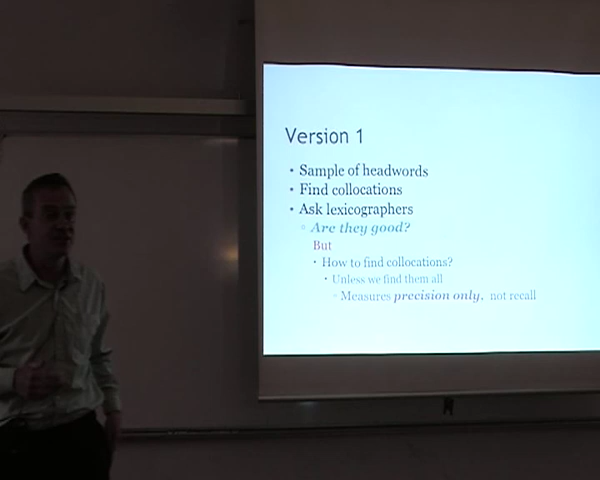 Version 1
• Sample of headwords
• Find collocations
• Ask lexicographers
▫ Are they good?
But
• How to find collocations?
• Unless we find them all
▫ Measures precision only, not recall